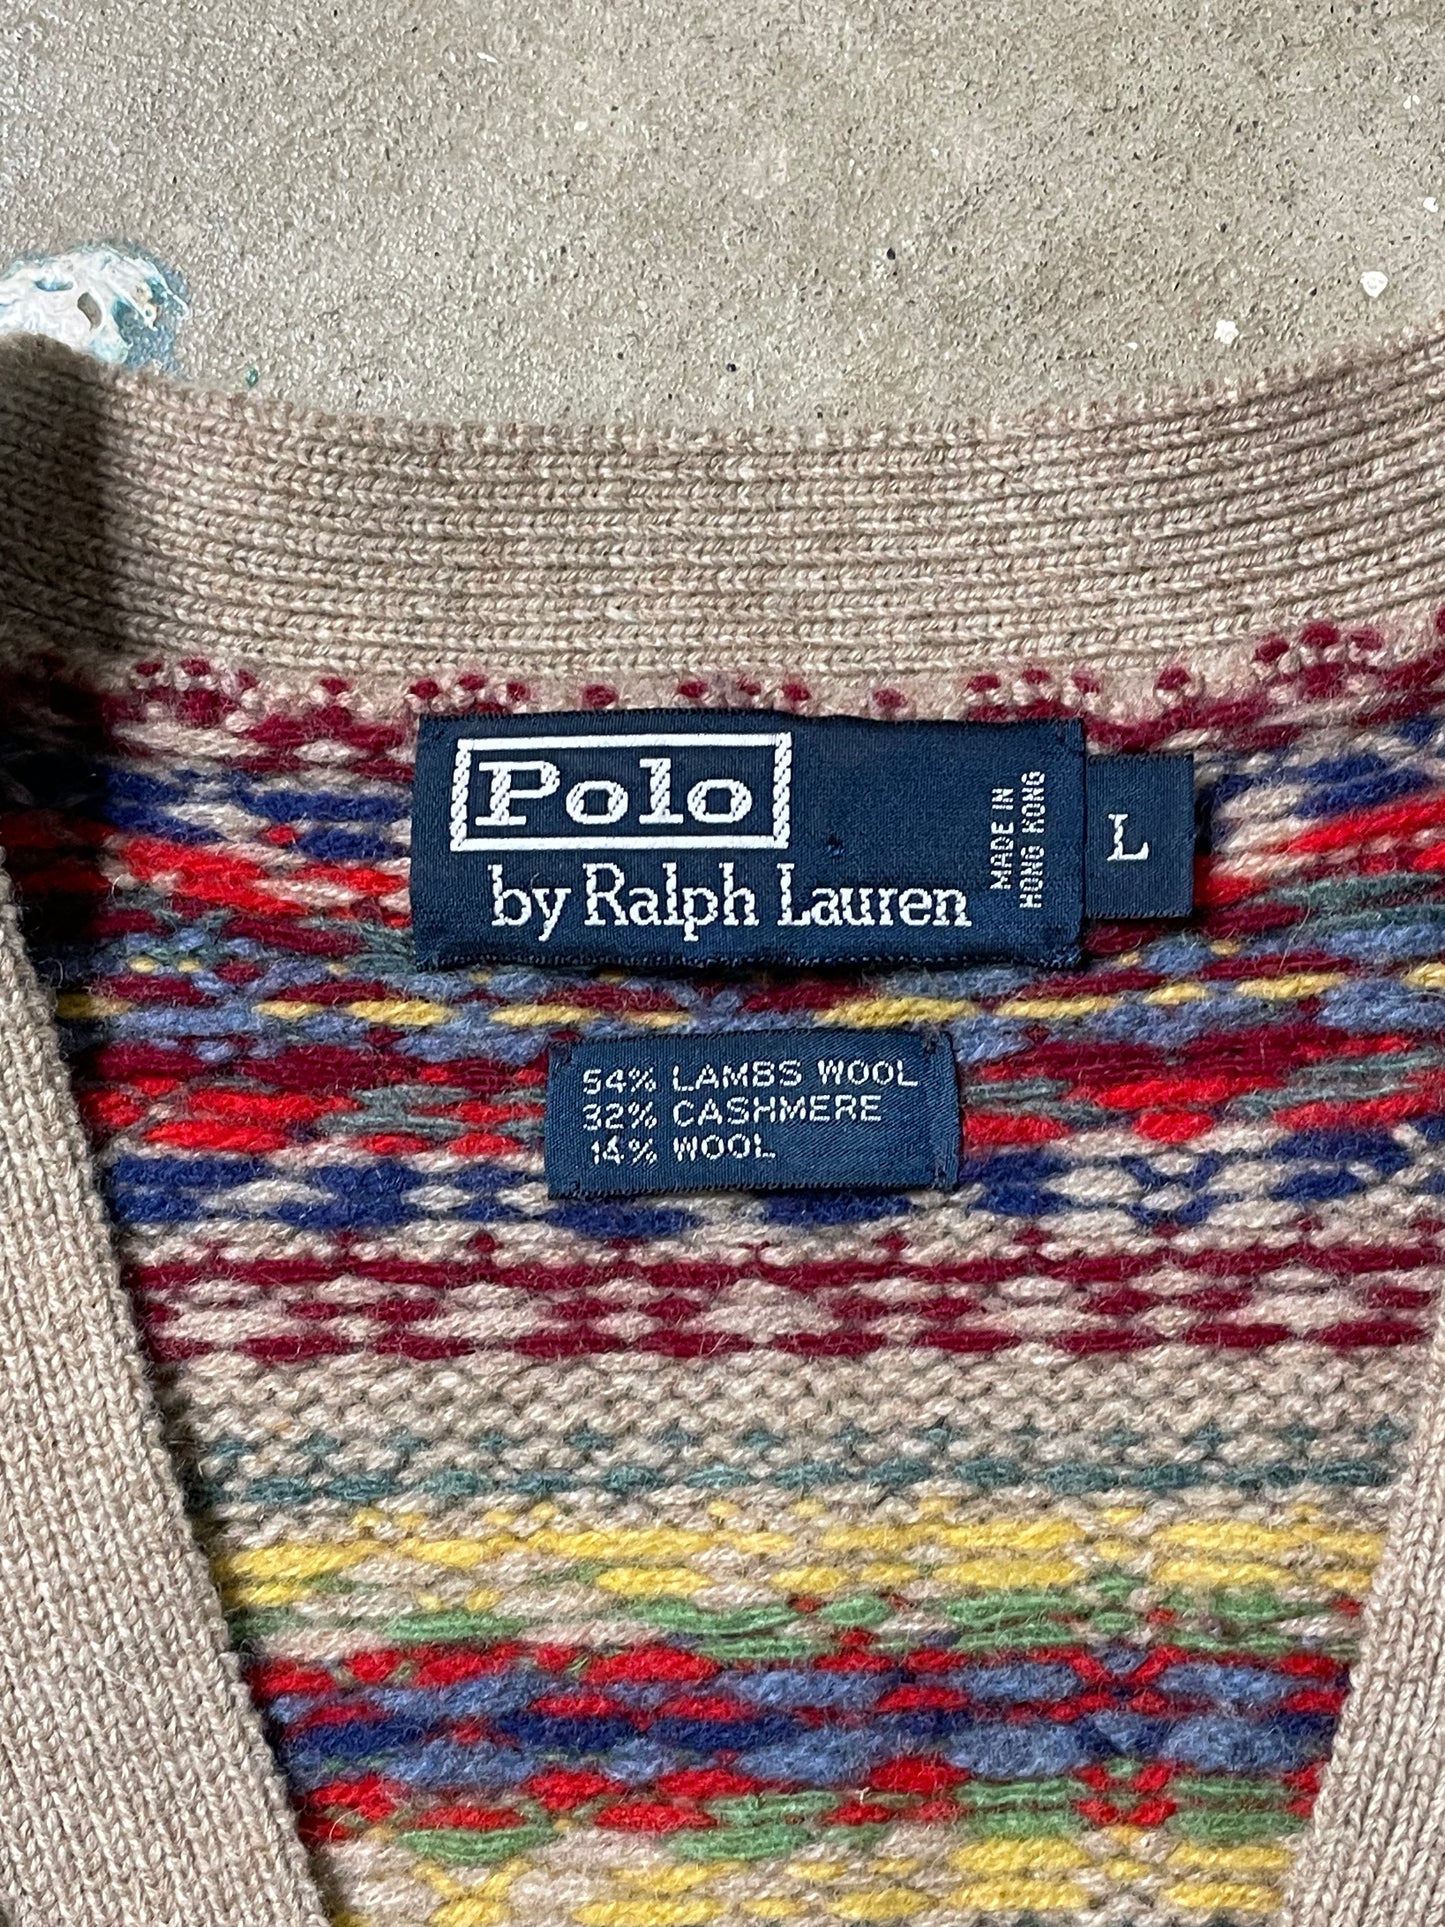 Polo
by Ralph Lauren
MADE IN
HONG KONG
L
54% LAMBS WOOL
32% CASHMERE
14% WOOL